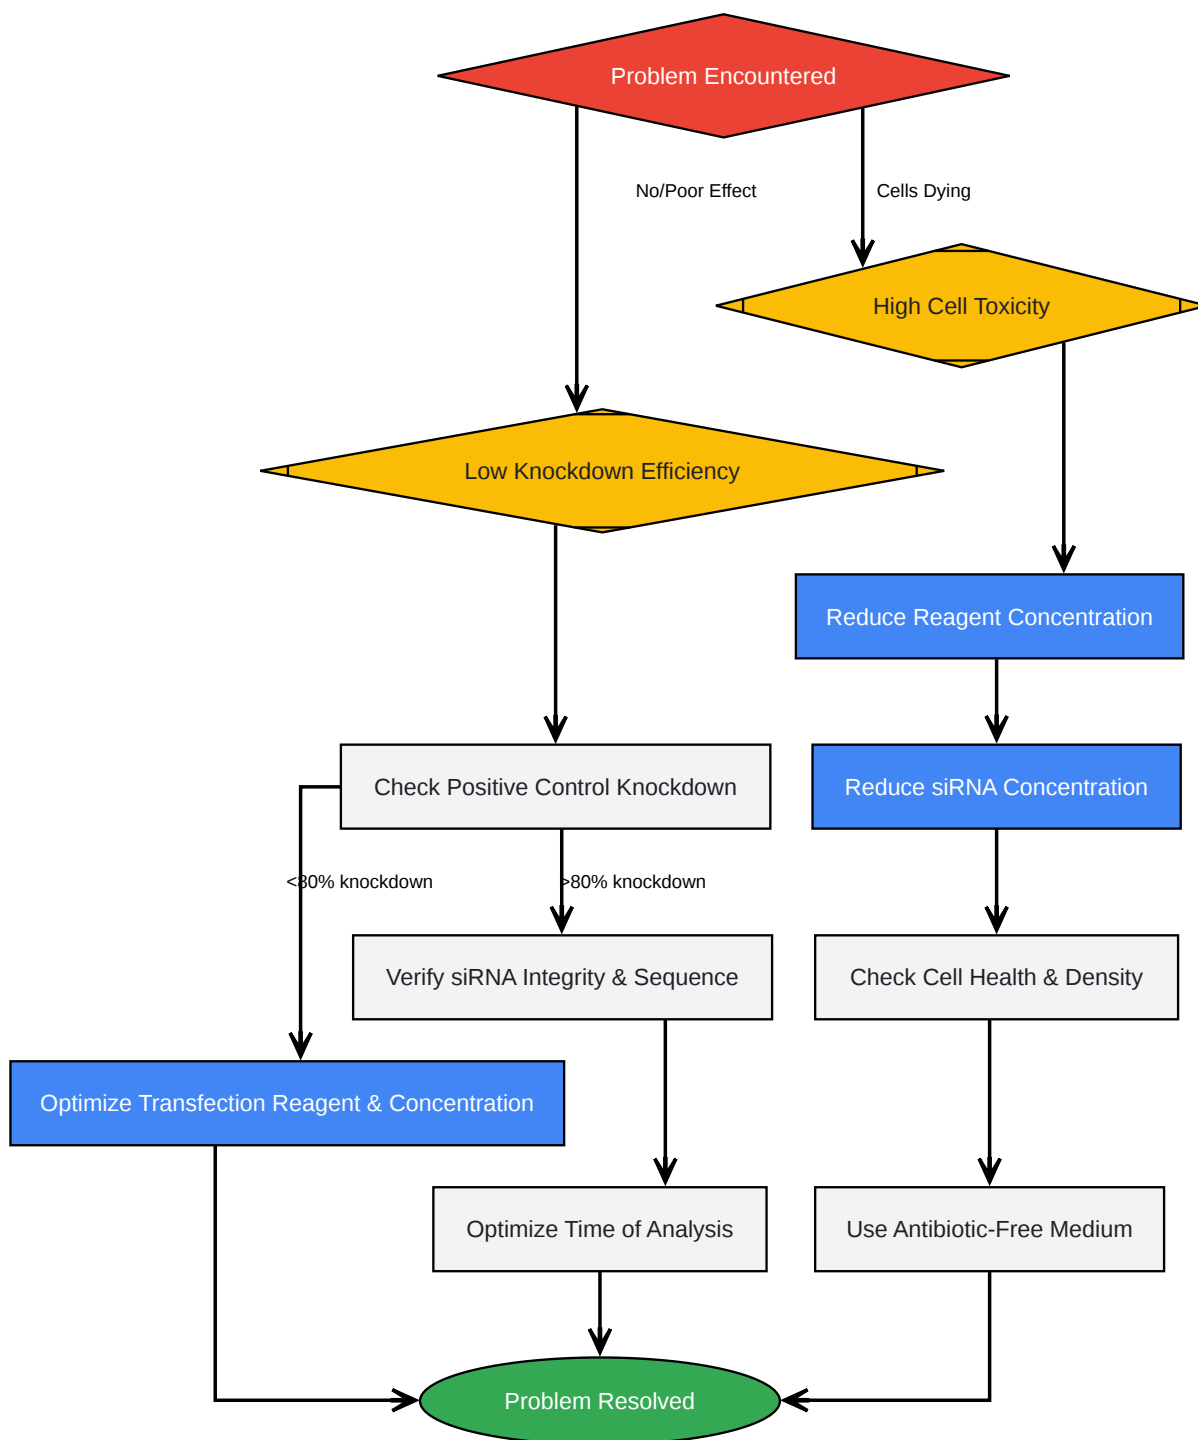 Problem Encountered
No/Poor Effect
Cells Dying
High Cell Toxicity
Low Knockdown Efficiency
Reduce Reagent Concentration
Check Positive Control Knockdown
Reduce siRNA Concentration
<80% knockdown
>80% knockdown
Verify siRNA Integrity & Sequence
Check Cell Health & Density
Optimize Transfection Reagent & Concentration
Optimize Time of Analysis
Use Antibiotic-Free Medium
Problem Resolved